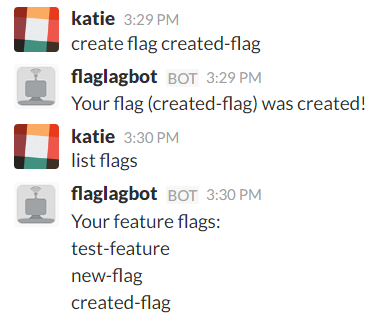 katie 3:29 PM
create flag created-flag
flaglagbot BOT 3:29 PM
Your flag (created-flag) was created!
katie 3:30 PM
list flags
flaglagbot BOT 3:30 PM
Your feature flags:
test-feature
new-flag
created-flag